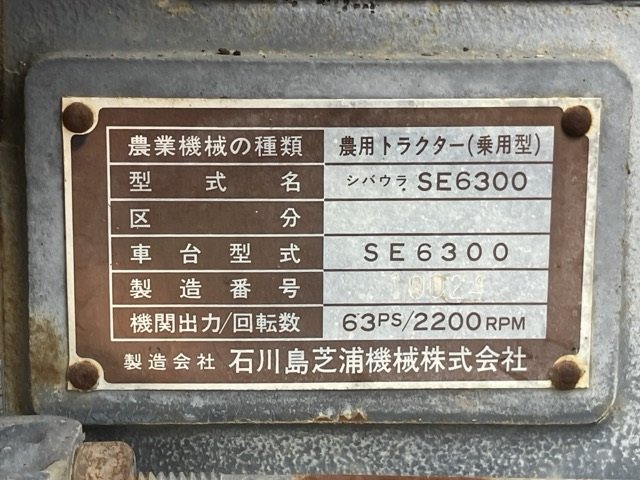 農業機械の種類 農用トラクター(乗用型)
型式名 シバウラ SE6300
区分
車台型式 SE6300
製造番号
機関出力/回転数 63PS/2200RPM
製造会社 石川島芝浦機械株式会社